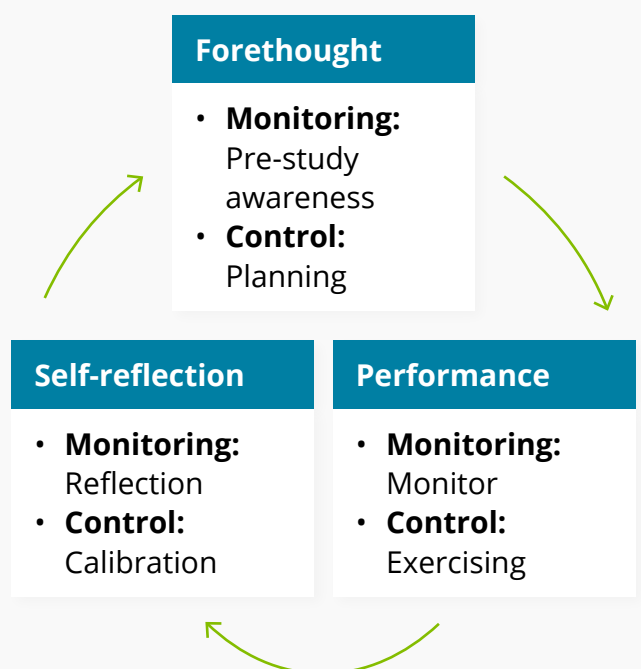 Forethought
• Monitoring:
Pre-study
awareness
• Control:
Planning
Self-reflection
• Monitoring:
Reflection
• Control:
Calibration
Performance
• Monitoring:
Monitor
• Control:
Exercising